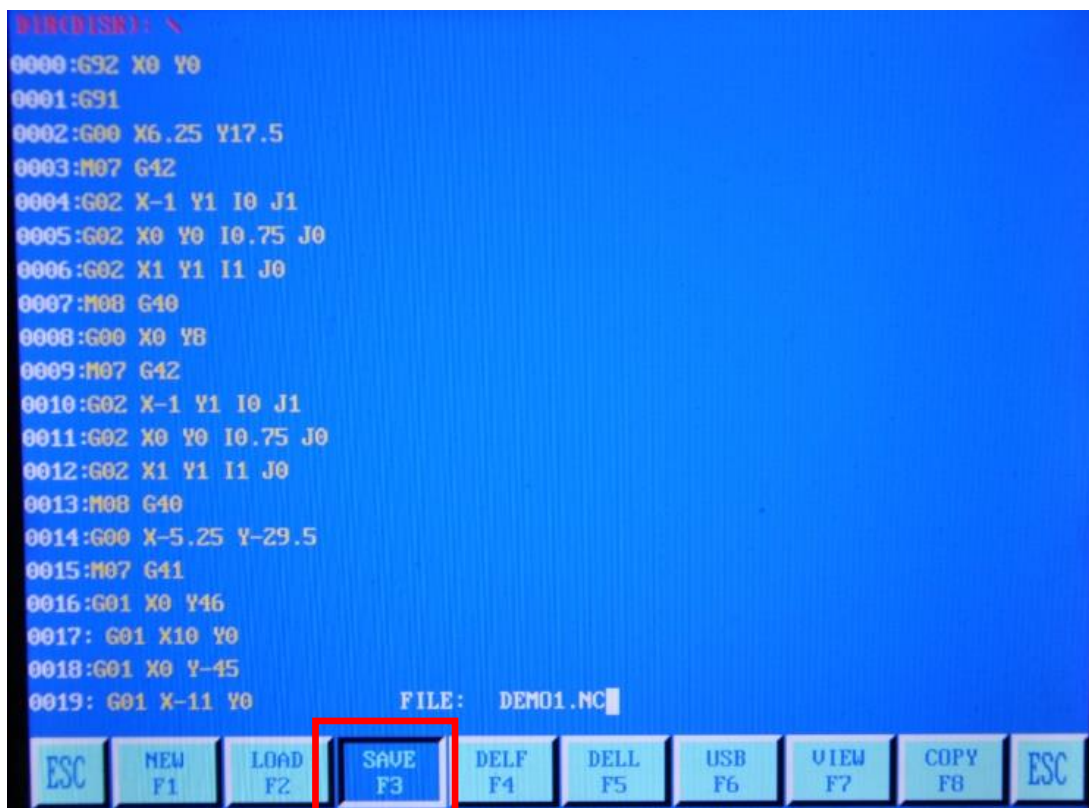 DIR(DISK): \
0000:G92 X0 Y0
0001:G91
0002:G00 X6.25 Y17.5
0003:M07 G42
0004:G02 X-1 Y1 I0 J1
0005:G02 X0 Y0 I0.75 J0
0006:G02 X1 Y1 I1 J0
0007:M08 G40
0008:G00 X0 Y8
0009:M07 G42
0010:G02 X-1 Y1 I0 J1
0011:G02 X0 Y0 I0.75 J0
0012:G02 X1 Y1 I1 J0
0013:M08 G40
0014:G00 X-5.25 Y-29.5
0015:M07 G41
0016:G01 X0 Y46
0017: G01 X10 Y0
0018:G01 X0 Y-45
0019: G01 X-11 Y0 FILE: DEMO1.NC
ESC NEW LOAD SAVE DELF DELL USB VIEW COPY ESC
F1 F2 F3 F4 F5 F6 F7 F8